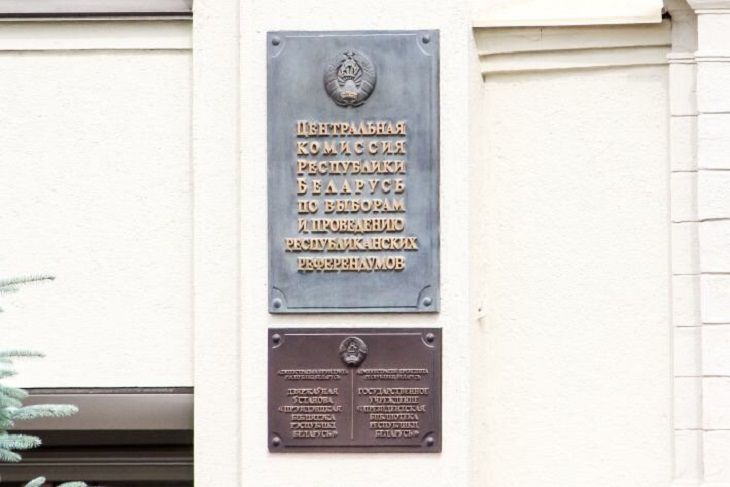 ЦЕНТРАЛЬНАЯ
КОМИССИЯ
РЕСПУБЛИКИ
БЕЛАРУСЬ
ПО ВЫБОРАМ
И ПРОВЕДЕНИЮ
РЕСПУБЛИКАНСКИХ
РЕФЕРЕНДУМОВ
ДЗЯРЖАЎНАЯ
УСТАНОВА
«ПРЭЗІДЭНЦКАЯ
БІБЛІЯТЭКА
РЭСПУБЛІКІ
БЕЛАРУСЬ»
ГОСУДАРСТВЕННОЕ
УЧРЕЖДЕНИЕ
«ПРЕЗИДЕНТСКАЯ
БИБЛИОТЕКА
РЕСПУБЛИКИ
БЕЛАРУСЬ»